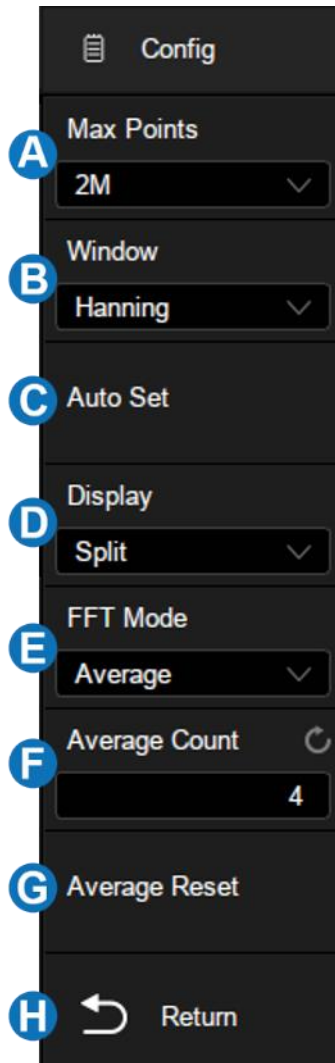 Config
A
Max Points
2M
B
Window
Hanning
C
Auto Set
D
Display
Split
E
FFT Mode
Average
F
Average Count
4
G
Average Reset
H
Return